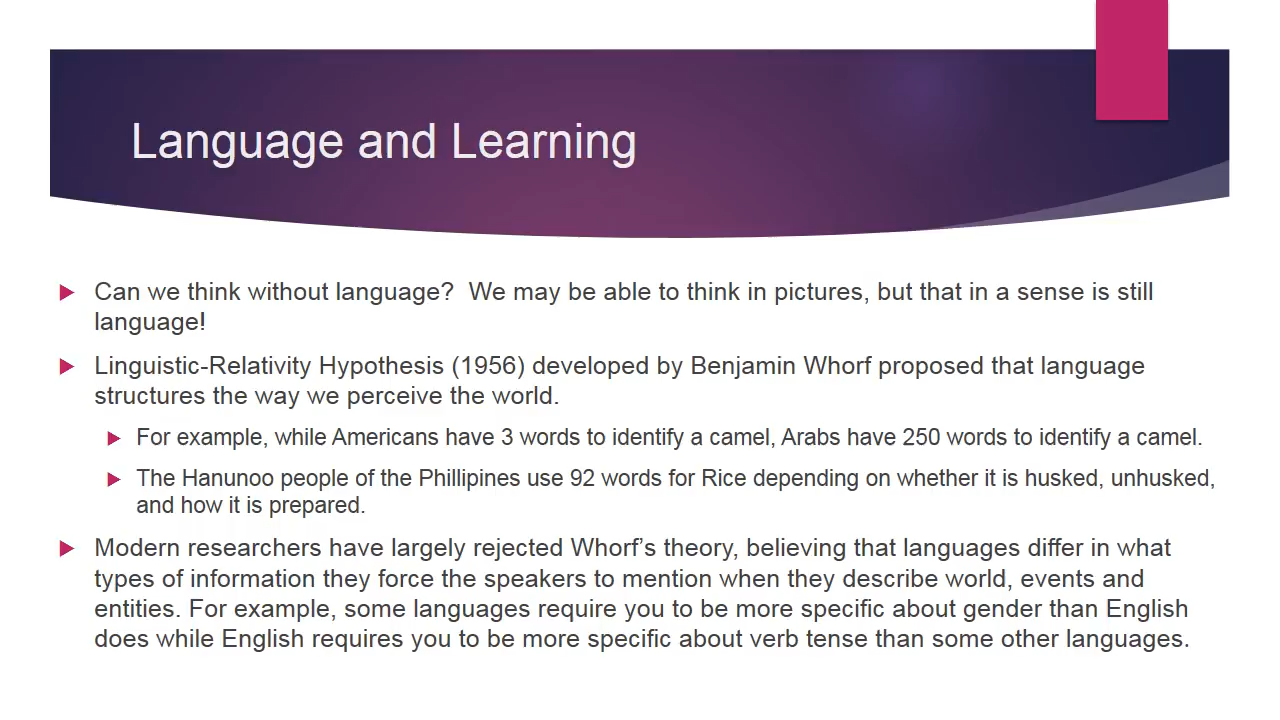 Language and Learning
Can we think without language?  We may be able to think in pictures, but that in a sense is still
language!
Linguistic-Relativity Hypothesis (1956) developed by Benjamin Whorf proposed that language
structures the way we perceive the world.
For example, while Americans have 3 words to identify a camel, Arabs have 250 words to identify a camel.
The Hanunoo people of the Phillipines use 92 words for Rice depending on whether it is husked, unhusked,
and how it is prepared.
Modern researchers have largely rejected Whorf’s theory, believing that languages differ in what
types of information they force the speakers to mention when they describe world, events and
entities. For example, some languages require you to be more specific about gender than English
does while English requires you to be more specific about verb tense than some other languages.